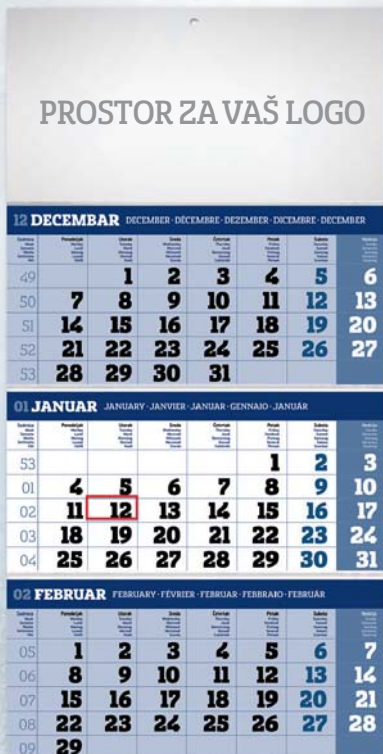 PROSTOR ZA VAŠ LOGO
12 DECEMBAR DECEMBER · DÉCEMBRE · DEZEMBER · DICEMBRE · DECEMBER
49 1 2 3 4 5 6
50 7 8 9 10 11 12 13
51 14 15 16 17 18 19 20
52 21 22 23 24 25 26 27
53 28 29 30 31
01 JANUAR JANUARY · JANVIER · JANUAR · GENNAIO · JANUÁR
53 1 2 3
01 4 5 6 7 8 9 10
02 11 12 13 14 15 16 17
03 18 19 20 21 22 23 24
04 25 26 27 28 29 30 31
02 FEBRUAR FEBRUARY · FÉVRIER · FEBRUAR · FEBBRAIO · FEBRUÁR
05 1 2 3 4 5 6 7
06 8 9 10 11 12 13 14
07 15 16 17 18 19 20 21
08 22 23 24 25 26 27 28
09 29